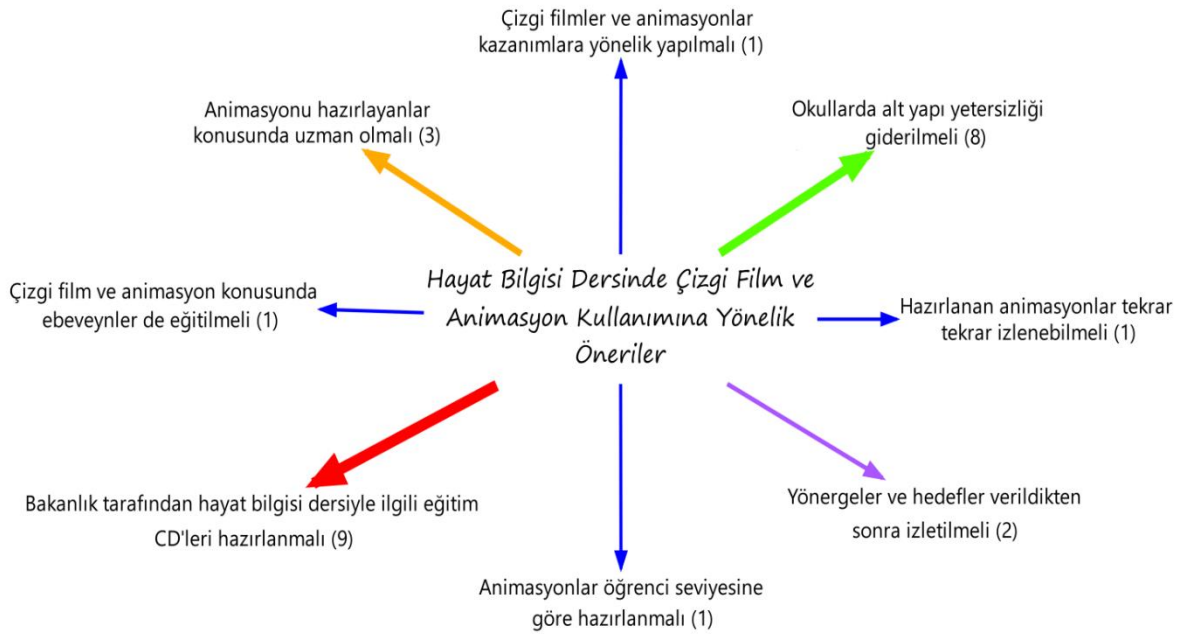 Çizgi filmler ve animasyonlar
kazanımlara yönelik yapılmalı (1)
Animasyonu hazırlayanlar
konusunda uzman olmalı (3)
Okullarda alt yapı yetersizliği
giderilmeli (8)
Hayat Bilgisi Dersinde Çizgi Film ve
Animasyon Kullanımına Yönelik
Öneriler
Çizgi film ve animasyon konusunda
ebeveynler de eğitilmeli (1)
Hazırlanan animasyonlar tekrar
tekrar izlenebilmeli (1)
Bakanlık tarafından hayat bilgisi dersiyle ilgili eğitim
CD'leri hazırlanmalı (9)
Yönergeler ve hedefler verildikten
sonra izletilmeli (2)
Animasyonlar öğrenci seviyesine
göre hazırlanmalı (1)